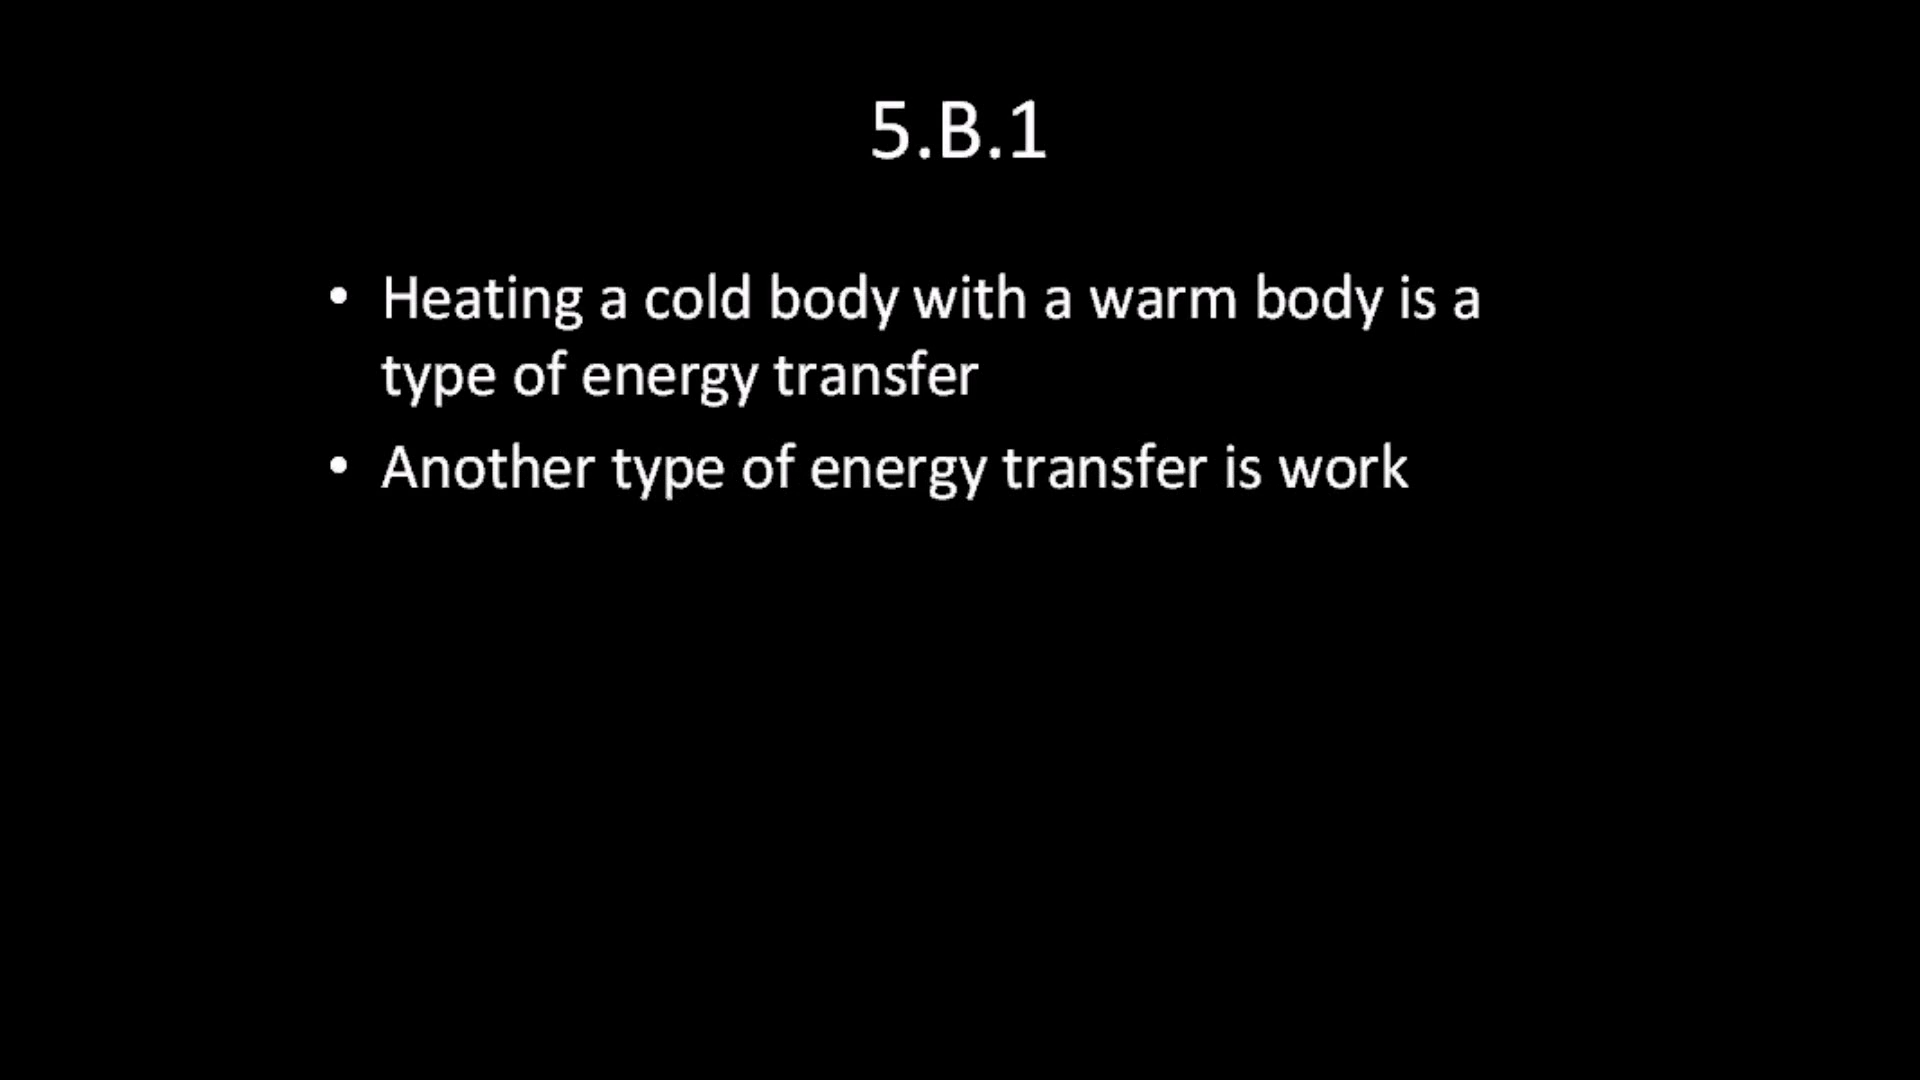 5.B.1
• Heating a cold body with a warm body is a
type of energy transfer
• Another type of energy transfer is work